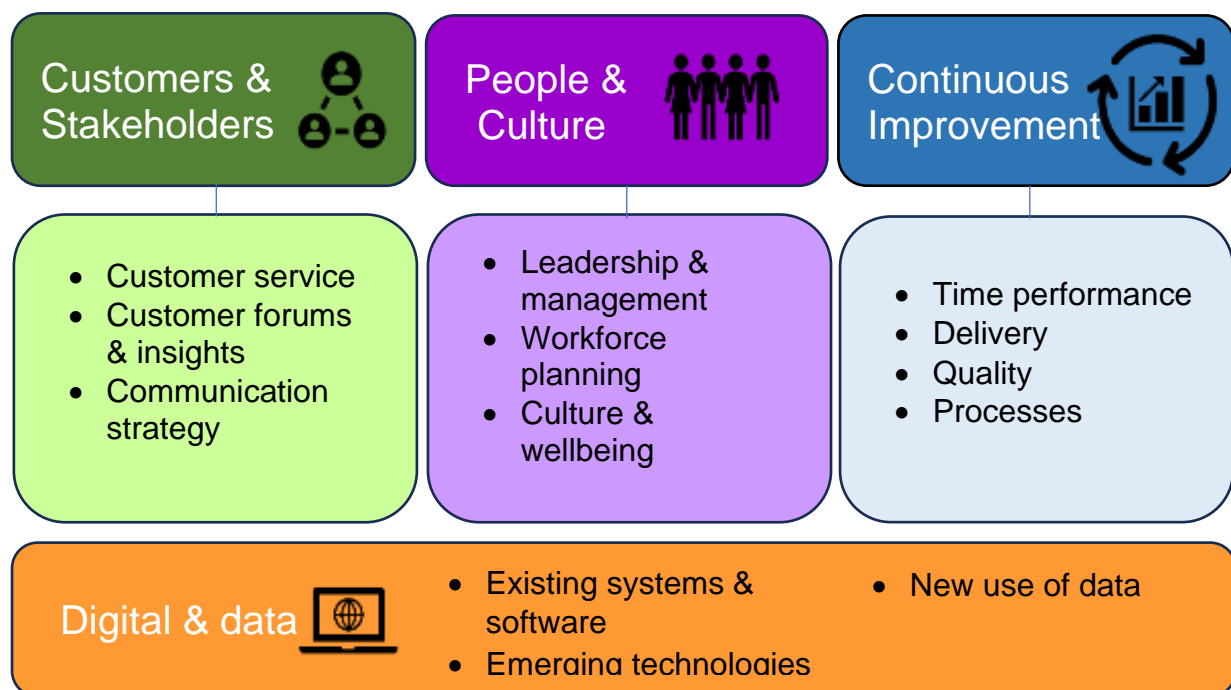 Customers &
Stakeholders
People &
Culture
Continuous
Improvement
• Customer service
• Customer forums
& insights
• Communication
strategy
• Leadership &
management
• Workforce
planning
• Culture &
wellbeing
• Time performance
• Delivery
• Quality
• Processes
Digital & data
• Existing systems &
software
• Emerging technologies
• New use of data